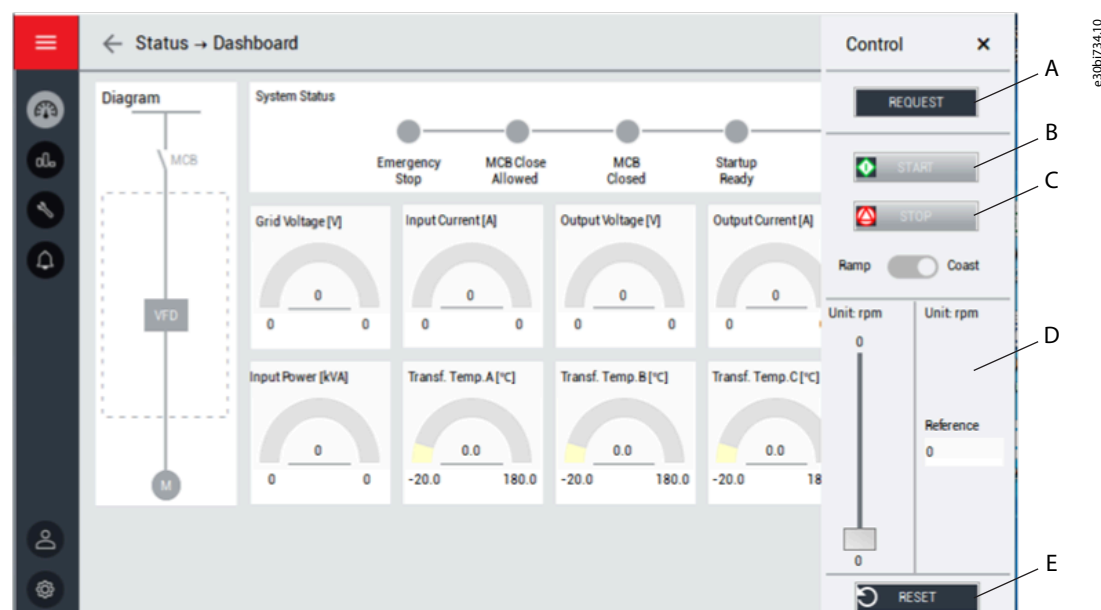 Status → Dashboard
Control
×
e30bj734.10
A
REQUEST
Diagram
System Status
MCB
Emergency
Stop
MCB Close
Allowed
MCB
Closed
Startup
Ready
B
START
C
STOP
Ramp
Coast
Grid Voltage [V]
0
0
0
Input Current [A]
0
0
0
Output Voltage [V]
0
0
0
Output Current [A]
0
0
VFD
Unit: rpm
0
Unit: rpm
D
Input Power [kVA]
0
0
0
Transf. Temp.A [°C]
0.0
-20.0
180.0
Transf. Temp.B [°C]
0.0
-20.0
180.0
Transf. Temp.C [°C]
0.0
-20.0
18
Reference
0
M
0
E
RESET